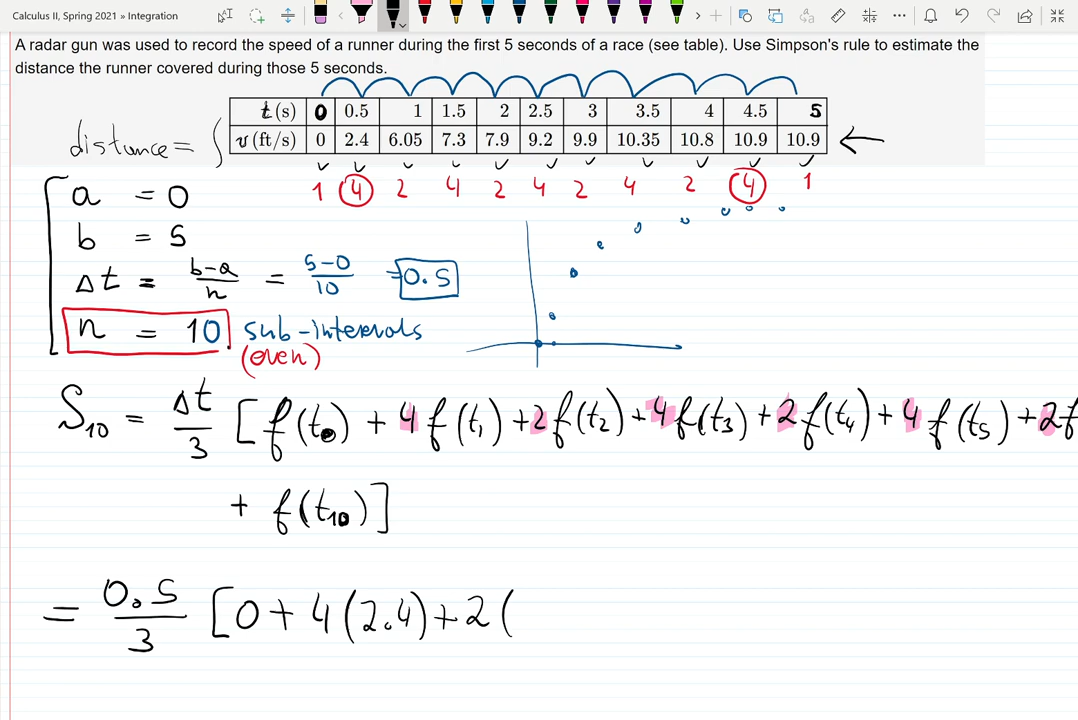 Calculus II, Spring 2021 » Integration
A radar gun was used to record the speed of a runner during the first 5 seconds of a race (see table). Use Simpson's rule to estimate the
distance the runner covered during those 5 seconds.
t(s) 0 0.5 1 1.5 2 2.5 3 3.5 4 4.5 5
distance = ∫ v(ft/s) 0 2.4 6.05 7.3 7.9 9.2 9.9 10.35 10.8 10.9 10.9 ←
1 4 2 4 2 4 2 4 2 4 1
a = 0
b = 5
Δt = b-a/n = 5-0/10 = 0.5
n = 10 sub-intervals
(even)
S10 = Δt/3 [f(t0) + 4f(t1) + 2f(t2) + 4f(t3) + 2f(t4) + 4f(t5) + 2f
+ f(t10)]
= 0.5/3 [0 + 4(2.4) + 2(